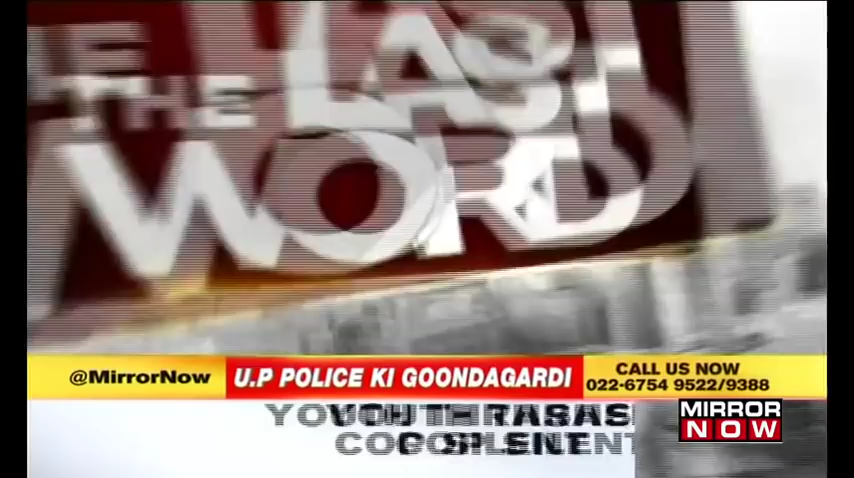 THE LAST
WORD
@MirrorNow
U.P POLICE KI GOONDAGARDI
CALL US NOW
022-6754 9522/9388
MIRROR
NOW